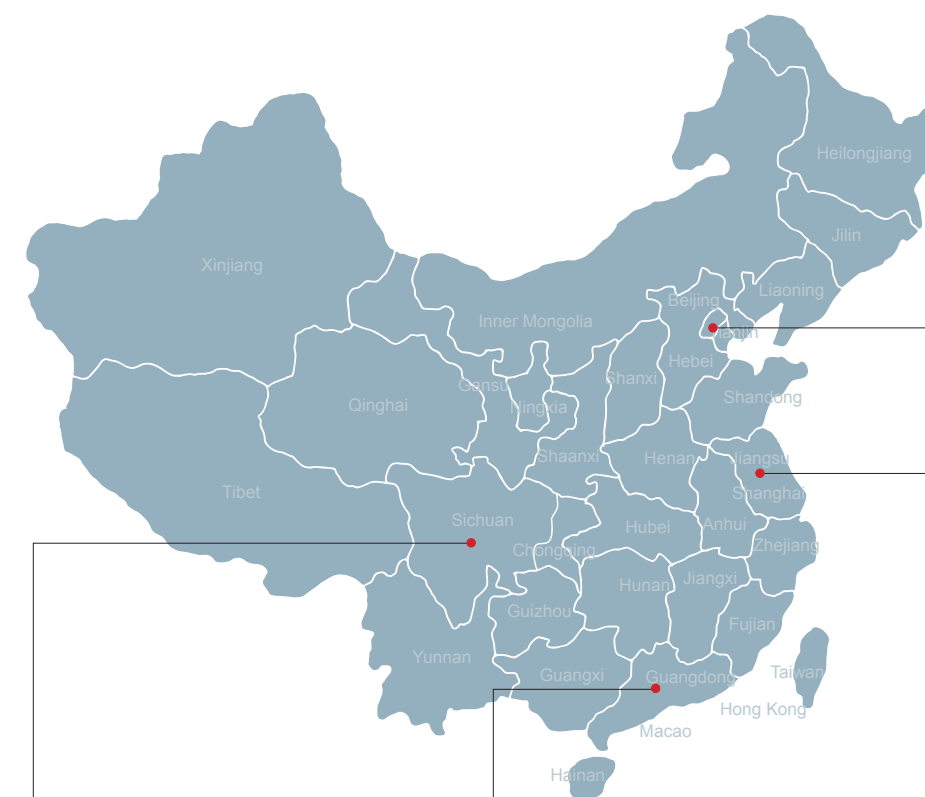 Heilongjiang
Jilin
Xinjiang
Liaoning
Beijing
Inner Mongolia
Tianjin
Hebei
Shanxi
Gansu
Shandong
Qinghai
Ningxia
Shaanxi
Henan
Jiangsu
Tibet
Shanghai
Sichuan
Hubei
Anhui
Zhejiang
Chongqing
Jiangxi
Hunan
Guizhou
Fujian
Yunnan
Guangxi
Guangdong
Taiwan
Hong Kong
Macao
Hainan